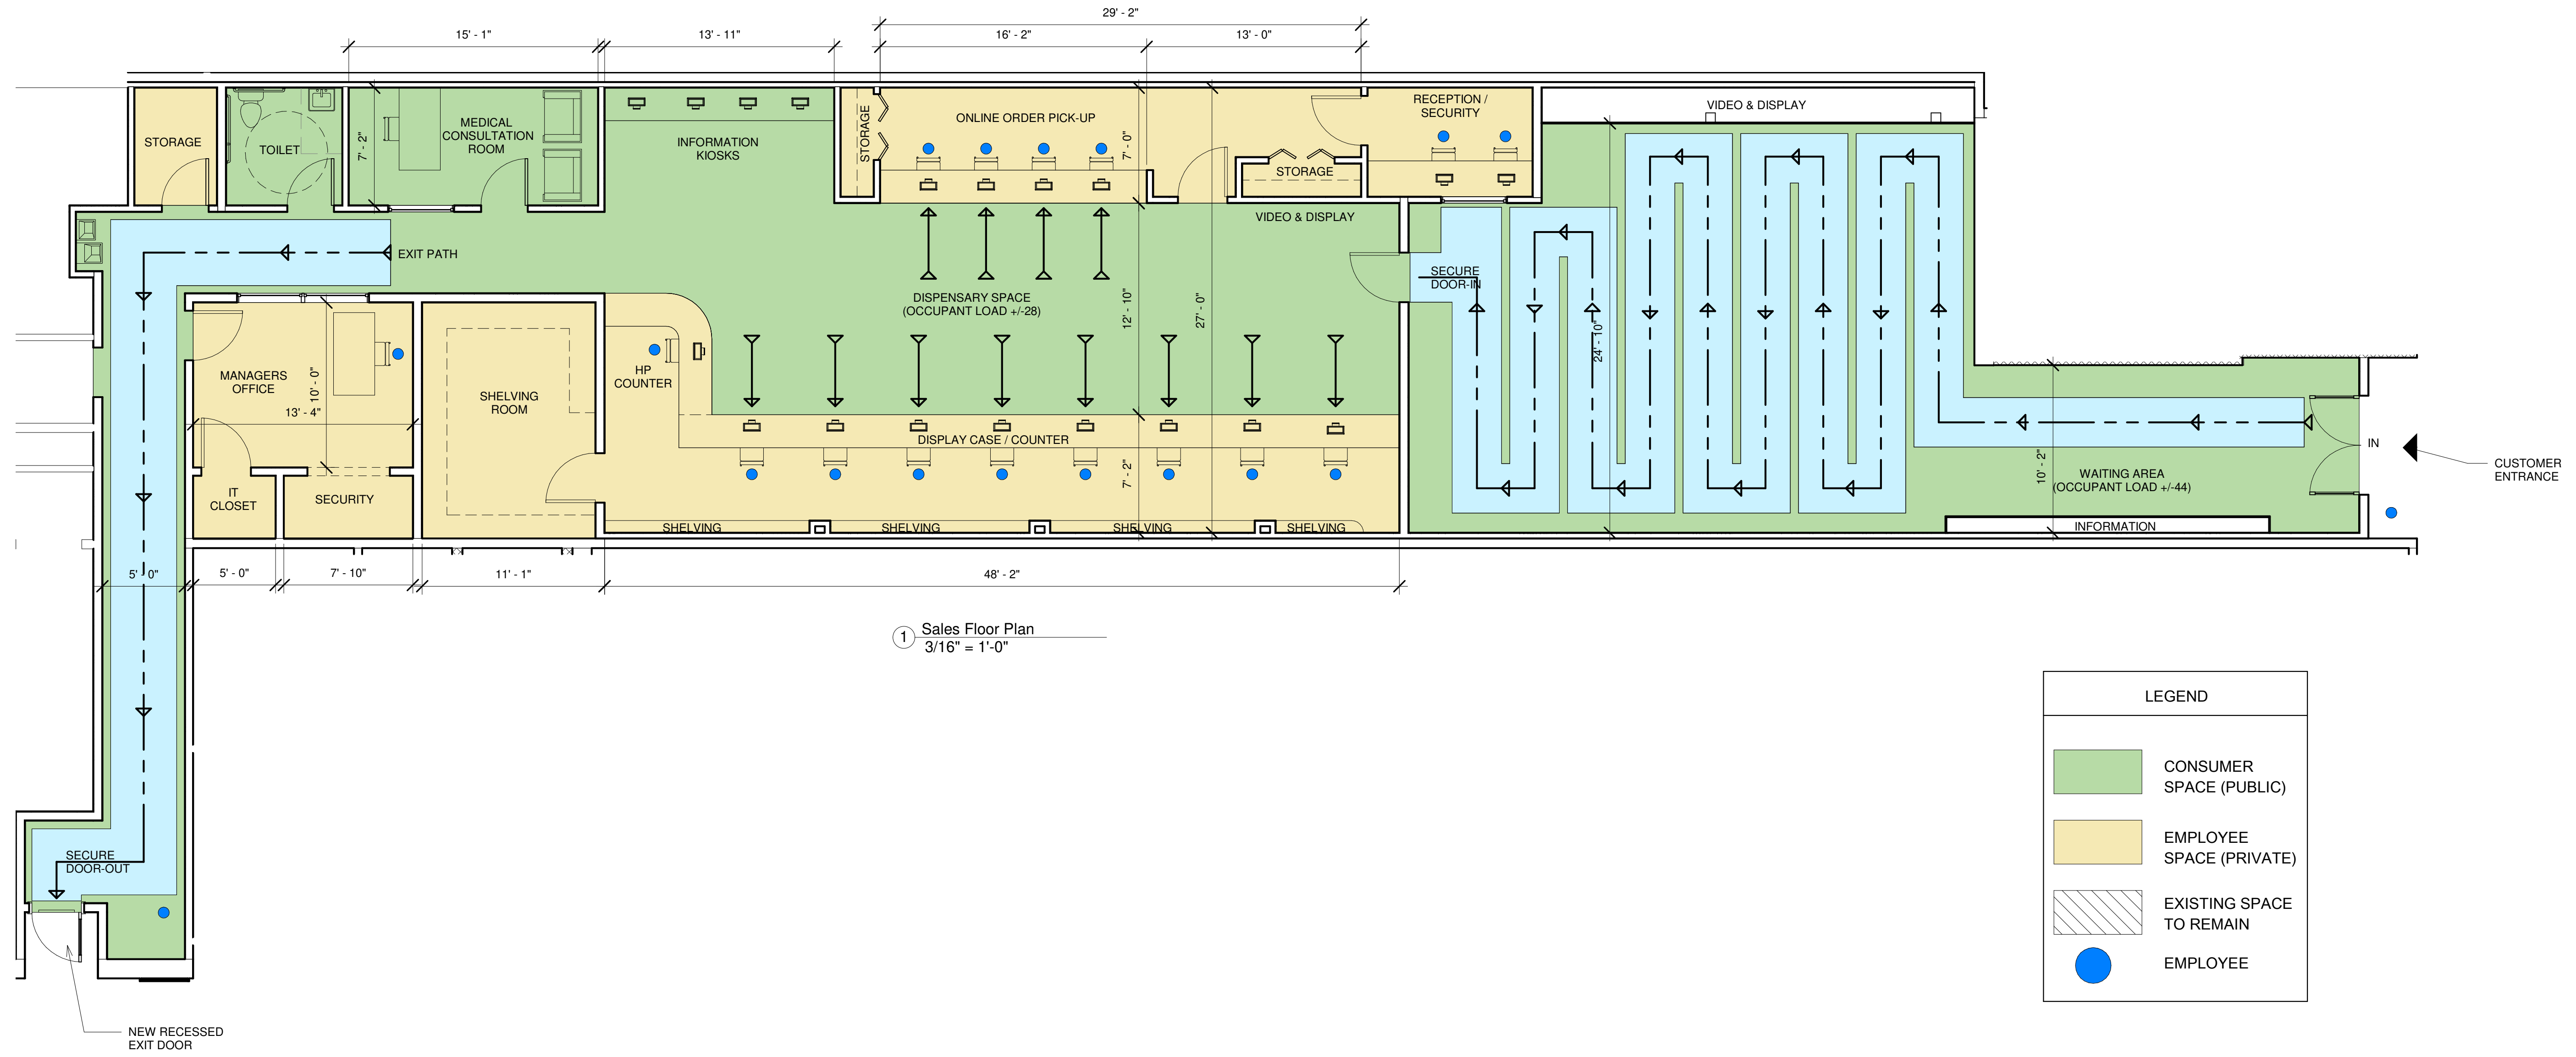 29' - 2"
15' - 1"
13' - 11"
16' - 2"
13' - 0"
STORAGE
TOILET
7' - 2"
MEDICAL
CONSULTATION
ROOM
INFORMATION
KIOSKS
STORAGE
ONLINE ORDER PICK-UP
7' - 0"
STORAGE
RECEPTION /
SECURITY
VIDEO & DISPLAY
VIDEO & DISPLAY
EXIT PATH
SECURE
DOOR-IN
DISPENSARY SPACE
(OCCUPANT LOAD +/-28)
12' - 10"
27' - 0"
24' - 10"
MANAGERS
OFFICE
10' - 0"
13' - 4"
SHELVING
ROOM
HP
COUNTER
DISPLAY CASE / COUNTER
7' - 2"
IT
CLOSET
SECURITY
SHELVING
SHELVING
SHELVING
SHELVING
10' - 2"
WAITING AREA
(OCCUPANT LOAD +/-44)
INFORMATION
IN
CUSTOMER
ENTRANCE
5' - 0"
5' - 0"
7' - 10"
11' - 1"
48' - 2"
1
Sales Floor Plan
3/16" = 1'-0"
SECURE
DOOR-OUT
NEW RECESSED
EXIT DOOR
LEGEND
CONSUMER
SPACE (PUBLIC)
EMPLOYEE
SPACE (PRIVATE)
EXISTING SPACE
TO REMAIN
EMPLOYEE